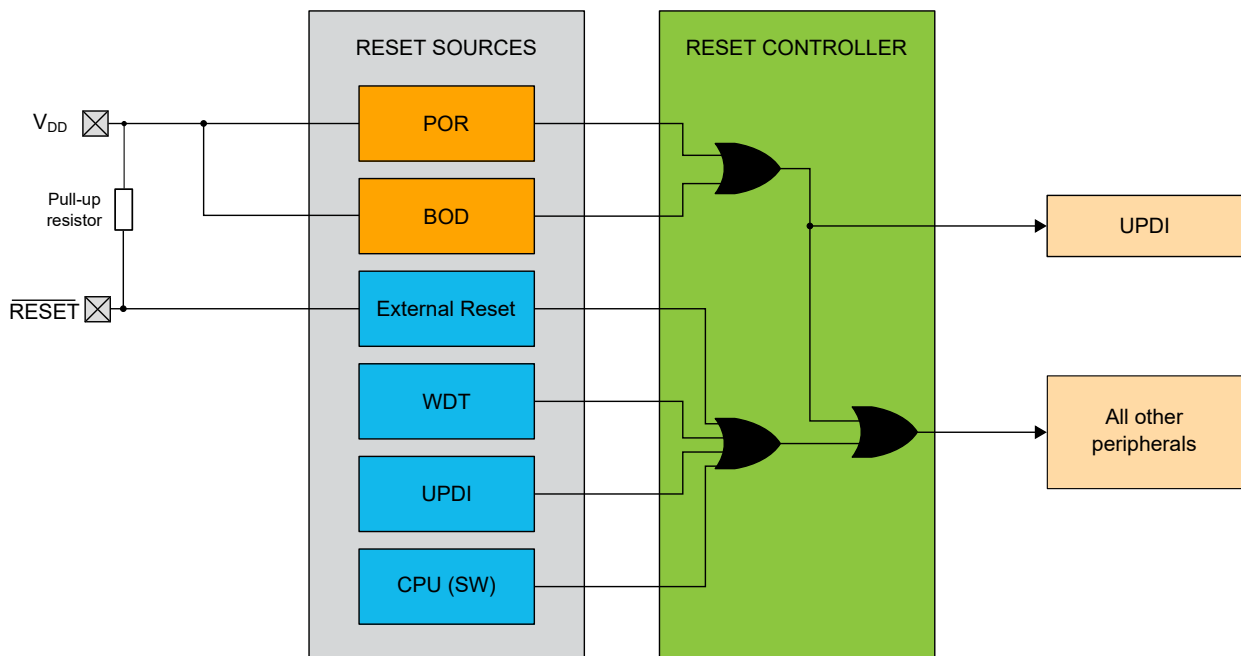 RESET SOURCES
RESET CONTROLLER
VDD
POR
Pull-up
resistor
BOD
UPDI
RESET
External Reset
WDT
All other
peripherals
UPDI
CPU (SW)